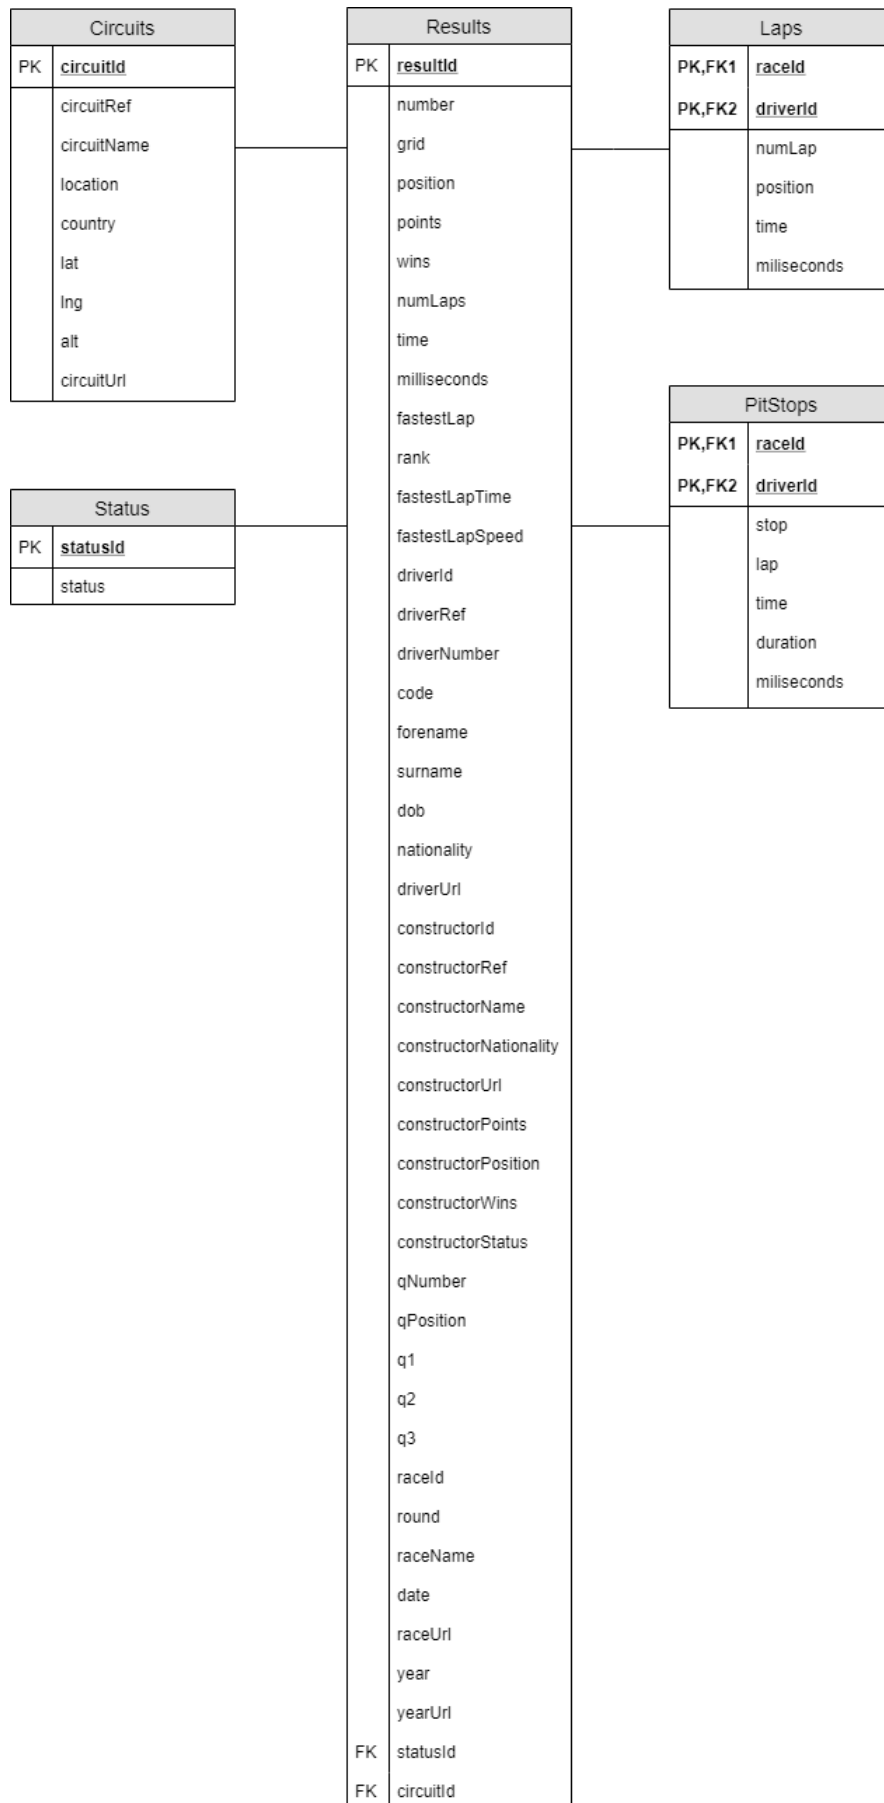 Circuits
PK circuitId
circuitRef
circuitName
location
country
lat
lng
alt
circuitUrl
Status
PK statusId
status
Results
PK resultId
number
grid
position
points
wins
numLaps
time
milliseconds
fastestLap
rank
fastestLapTime
fastestLapSpeed
driverId
driverRef
driverNumber
code
forename
surname
dob
nationality
driverUrl
constructorId
constructorRef
constructorName
constructorNationality
constructorUrl
constructorPoints
constructorPosition
constructorWins
constructorStatus
qNumber
qPosition
q1
q2
q3
raceId
round
raceName
date
raceUrl
year
yearUrl
FK statusId
FK circuitId
Laps
PK,FK1 raceId
PK,FK2 driverId
numLap
position
time
miliseconds
PitStops
PK,FK1 raceId
PK,FK2 driverId
stop
lap
time
duration
miliseconds